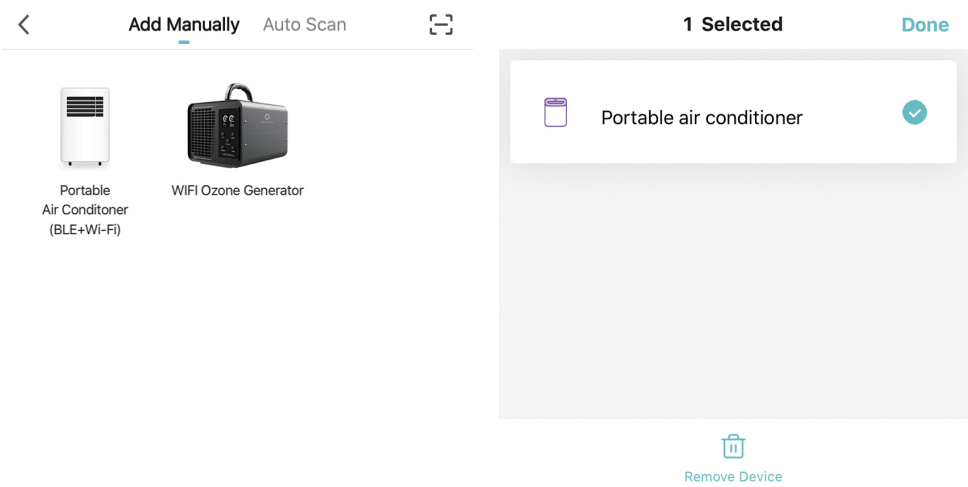 Add Manually Auto Scan
Portable
Air Conditoner
(BLE+Wi-Fi)
WIFI Ozone Generator
1 Selected Done
Portable air conditioner
Remove Device